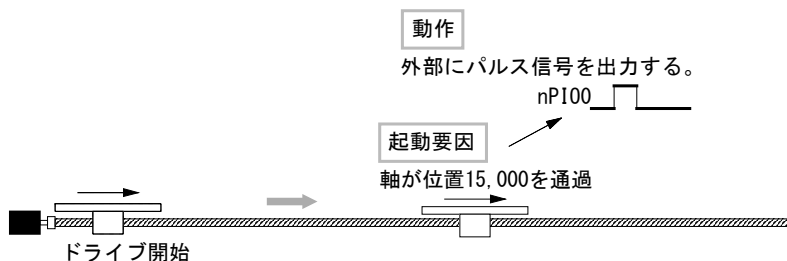 動作
外部にパルス信号を出力する。
nPIO0
起動要因
軸が位置15,000を通過
ドライブ開始